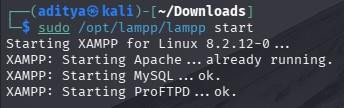 ┌──(aditya㉿kali)-[~/Downloads]
└─$ sudo /opt/lampp/lampp start
Starting XAMPP for Linux 8.2.12-0...
XAMPP: Starting Apache...already running.
XAMPP: Starting MySQL...ok.
XAMPP: Starting ProFTPD...ok.